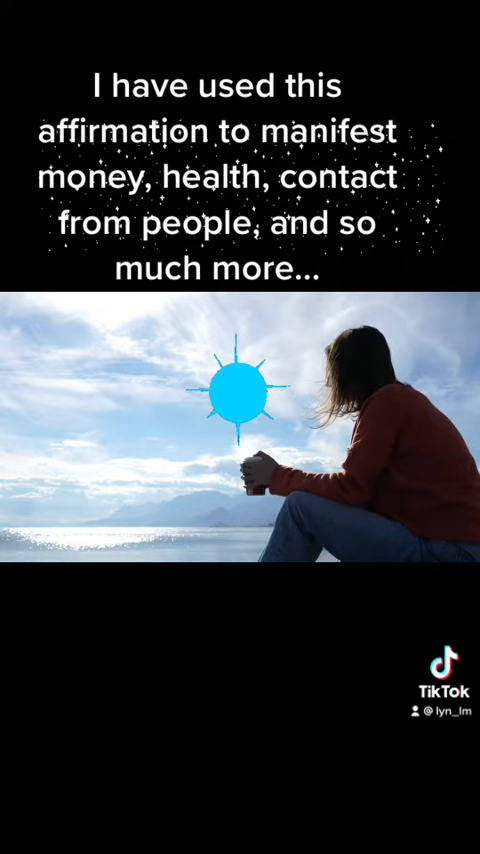 I have used this
affirmation to manifest
money, health, contact
from people, and so
much more...
TikTok
@ lyn_lm